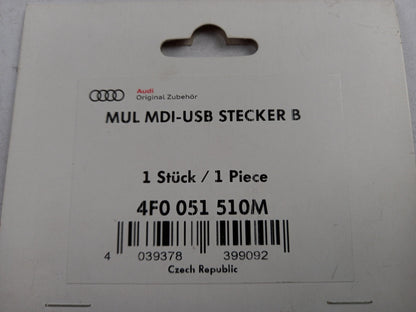 Audi
Original Zubehör
MUL MDI-USB STECKER B
1 Stück / 1 Piece
4F0 051 510M
4 039378 399092
Czech Republic